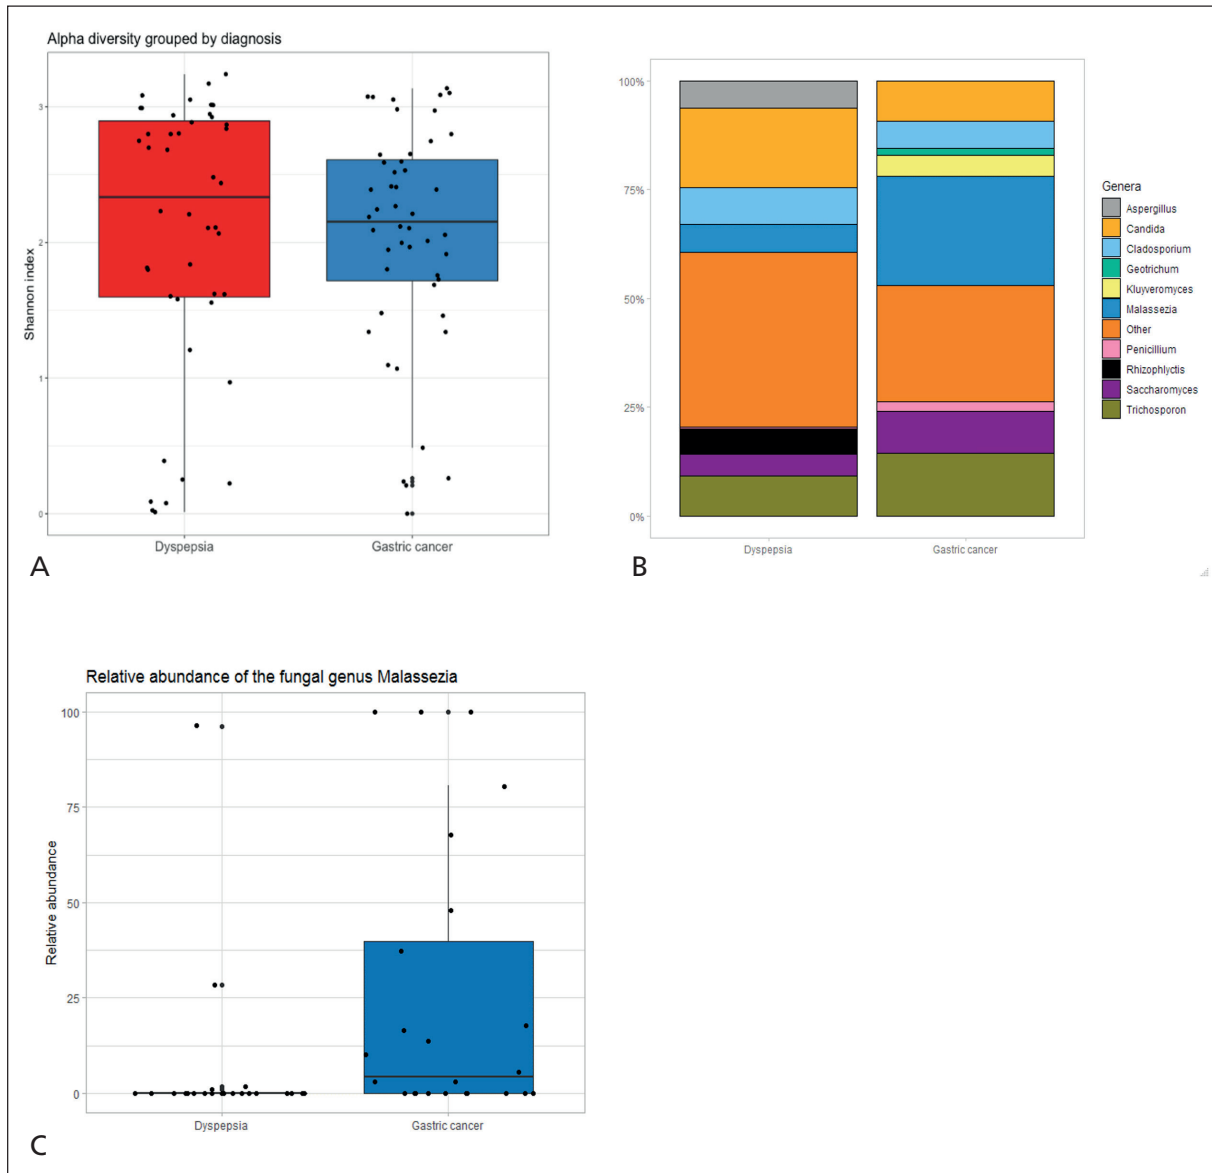 Alpha diversity grouped by diagnosis
Shannon index
3
2
1
0
Dyspepsia
Gastric cancer
A
100%
75%
50%
25%
0%
Dyspepsia
Gastric cancer
Genera
Aspergillus
Candida
Cladosporium
Geotrichum
Kluyveromyces
Malassezia
Other
Penicillium
Rhizophlyctis
Saccharomyces
Trichosporon
B
Relative abundance of the fungal genus Malassezia
Relative abundance
100
75
50
25
0
Dyspepsia
Gastric cancer
C